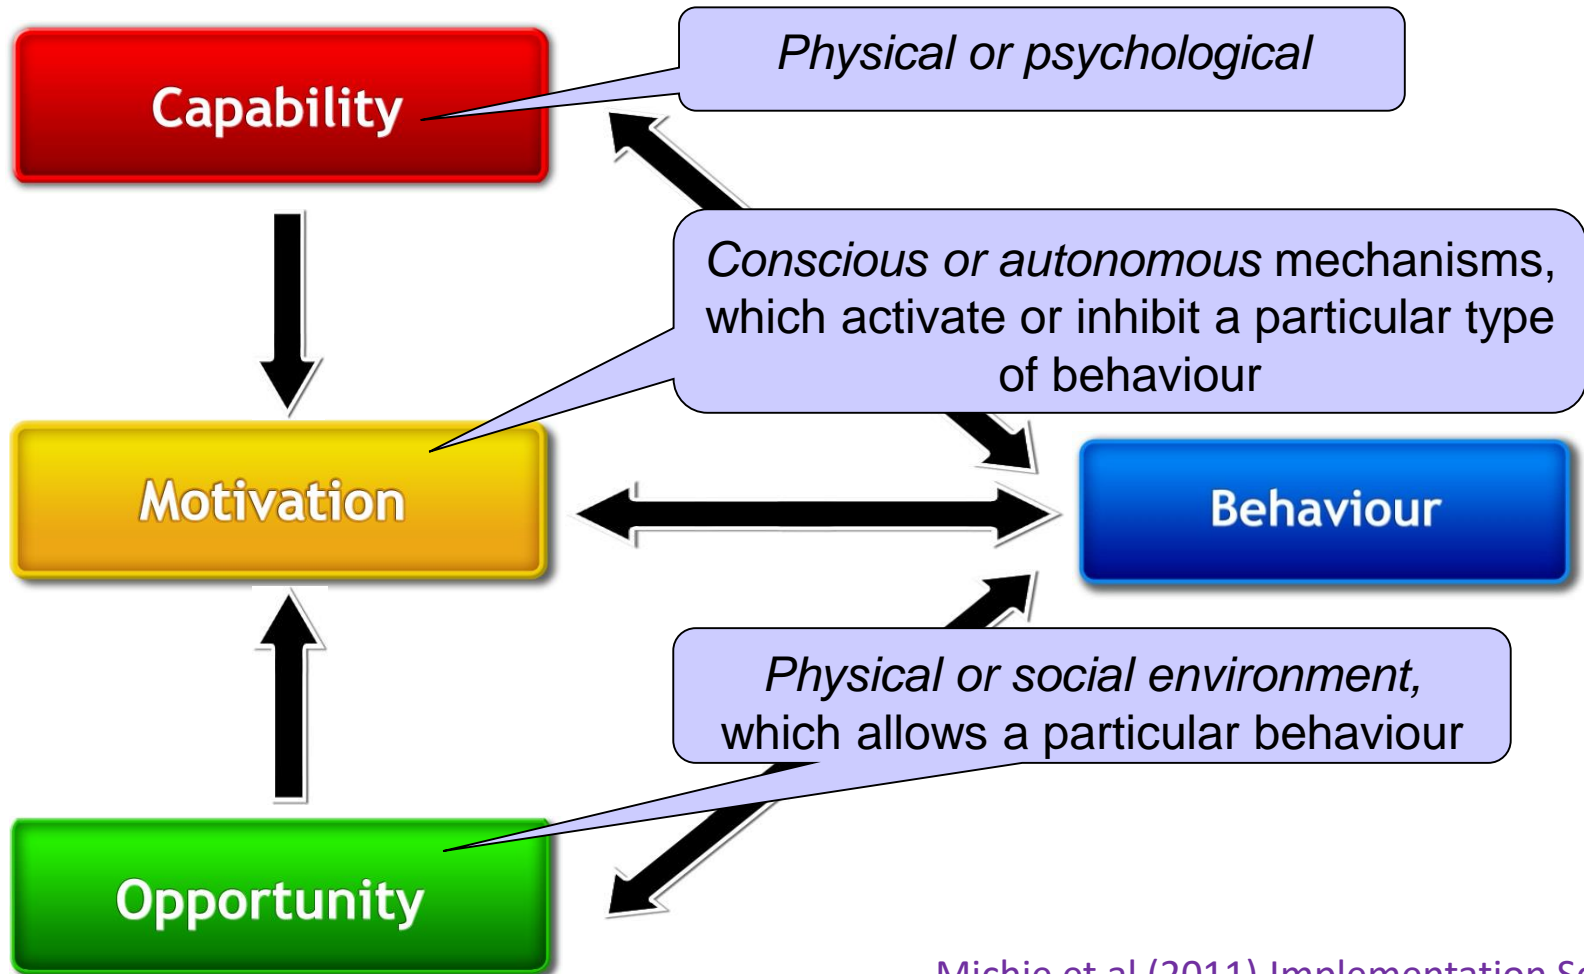 Capability
Physical or psychological
Conscious or autonomous mechanisms,
which activate or inhibit a particular type
of behaviour
Motivation
Behaviour
Physical or social environment,
which allows a particular behaviour
Opportunity
Michie et al (2011) Implementation